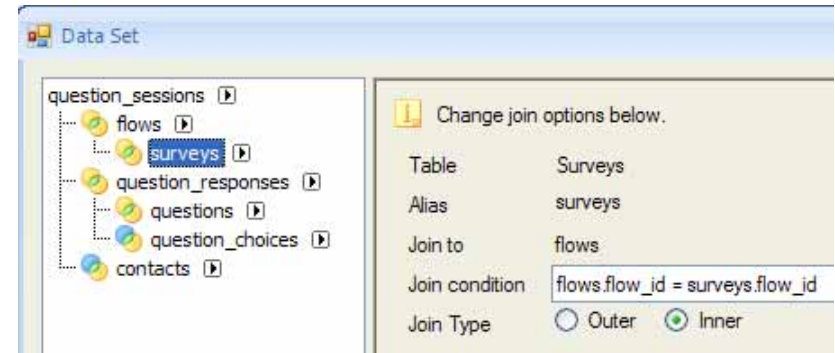 Data Set
question_sessions
flows
surveys
question_responses
questions
question_choices
contacts
Change join options below.
Table Surveys
Alias surveys
Join to flows
Join condition flows.flow_id = surveys.flow_id
Join Type Outer Inner